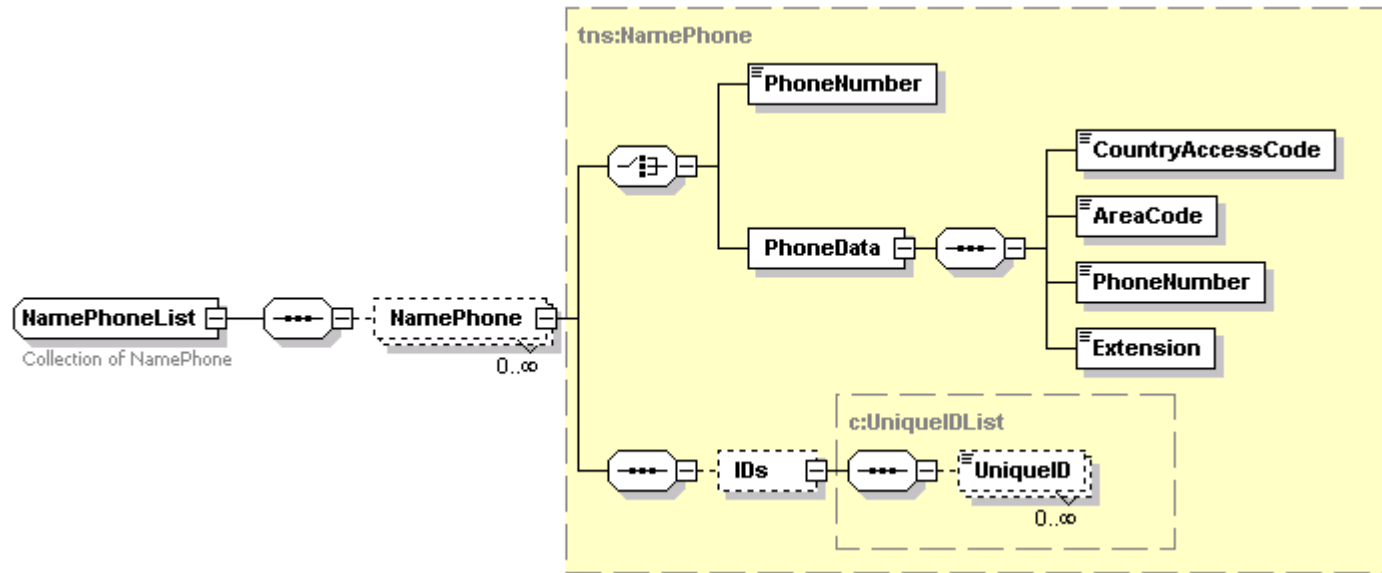 tns:NamePhone
PhoneNumber
CountryAccessCode
AreaCode
PhoneData
PhoneNumber
NamePhoneList
NamePhone
Extension
Collection of NamePhone
0..∞
c:UniqueIDList
IDs
UniqueID
0..∞